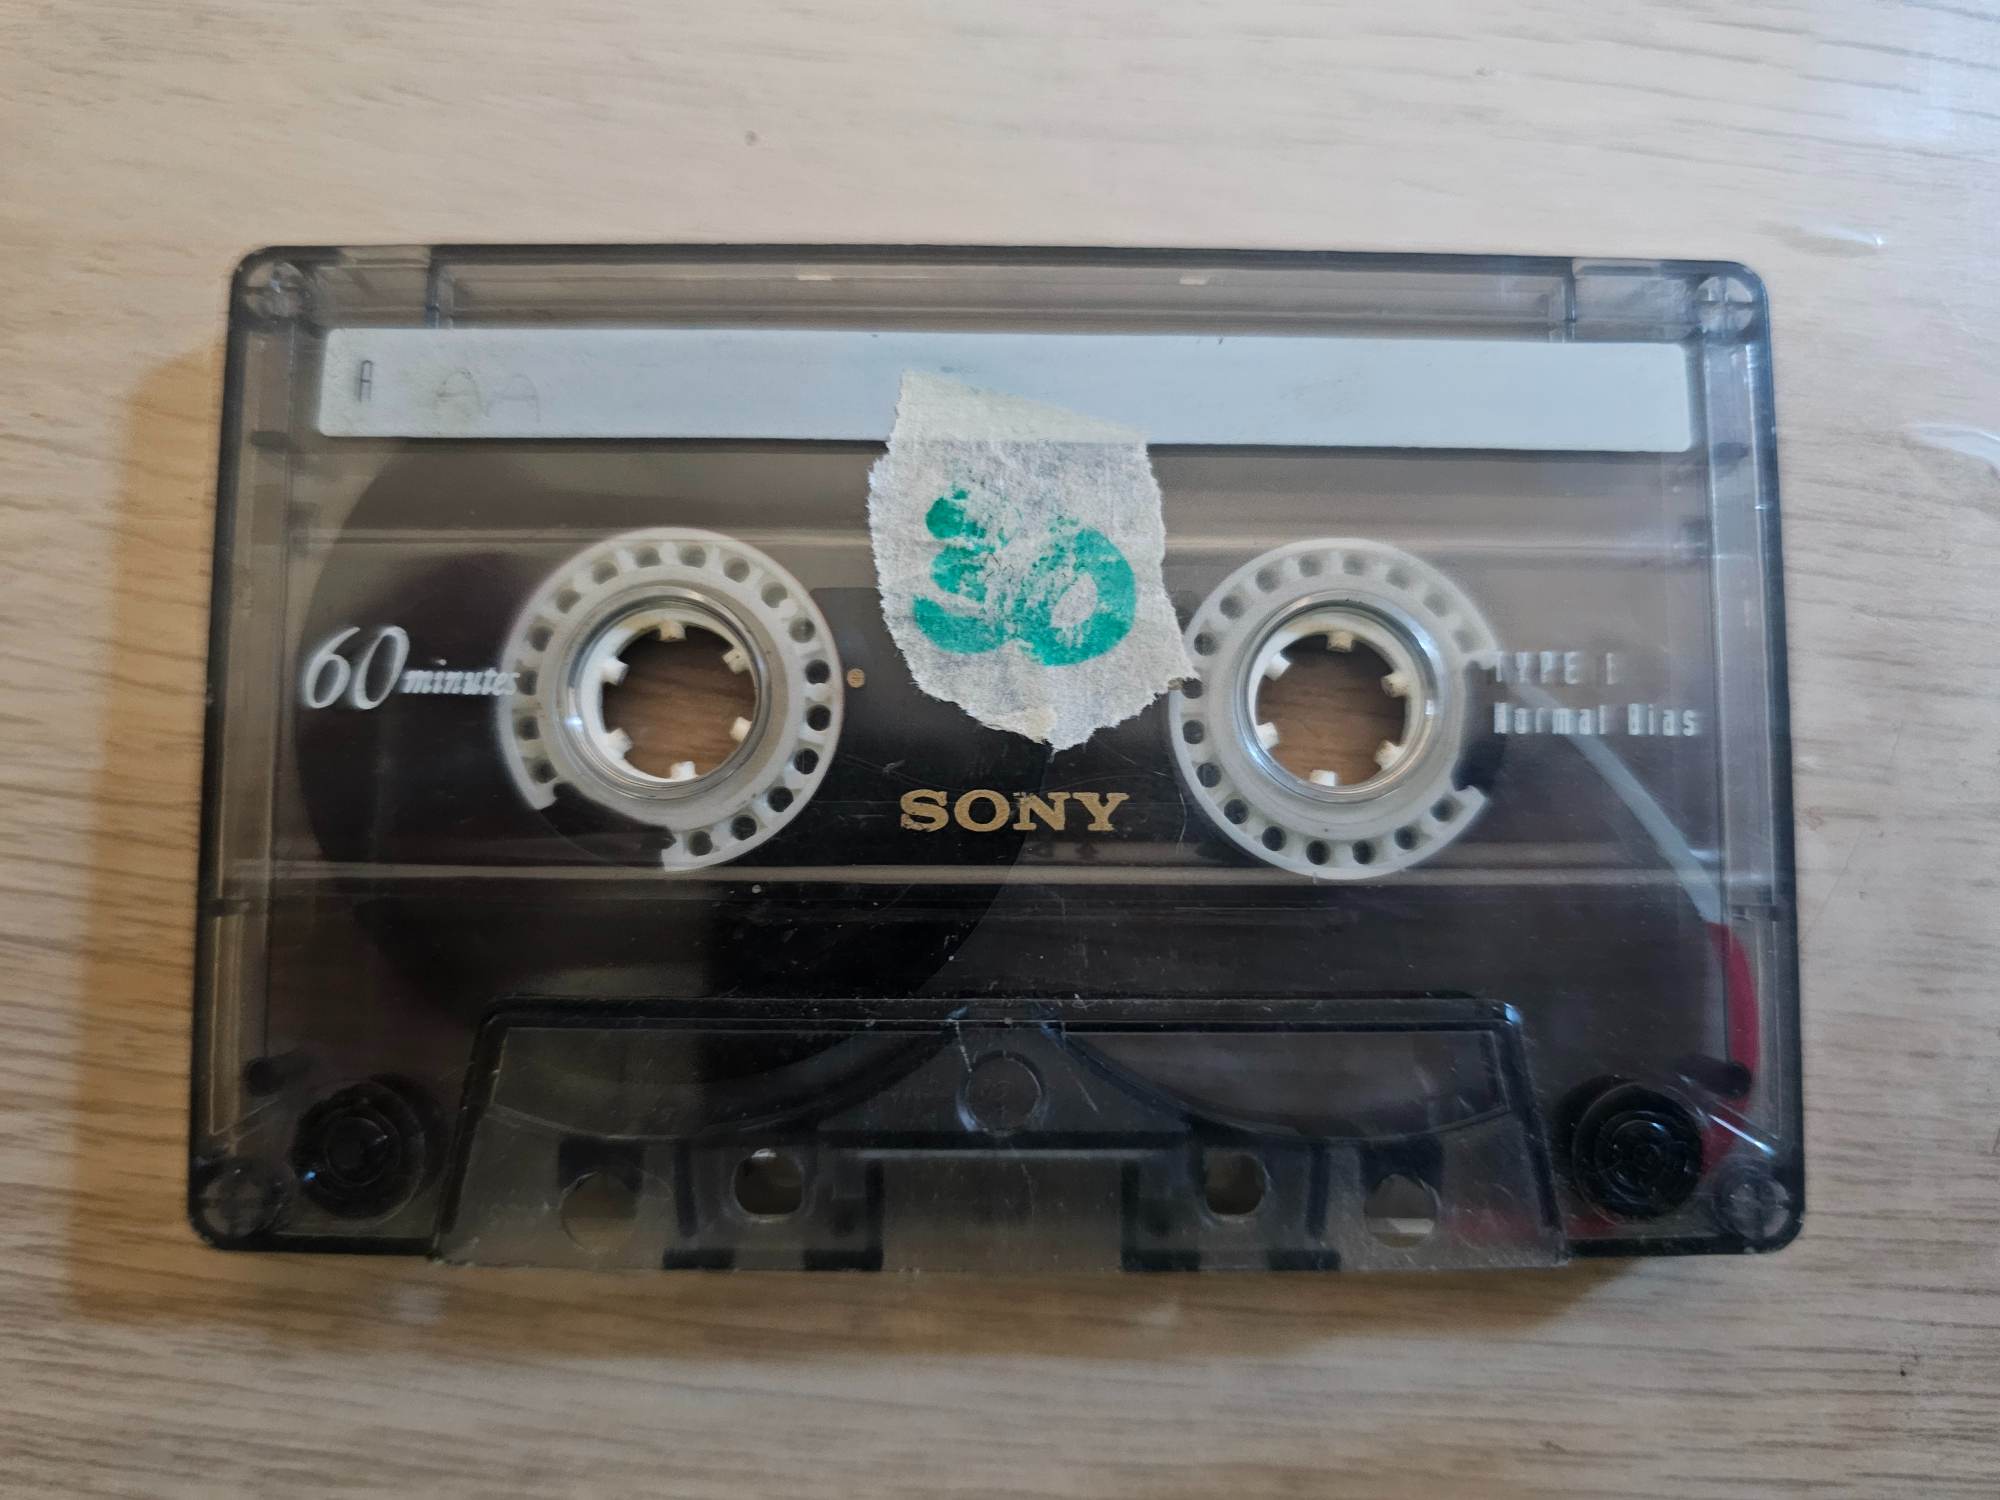 A AA
30
60 minutes
TYPE I
Normal Bias
SONY